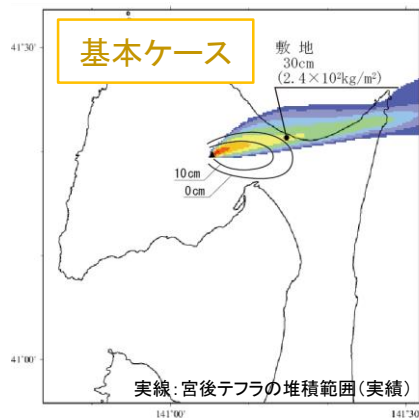 41°30'
基本ケース
敷 地
30cm
(2.4×10²kg/m²)
10cm
0cm
41°00'
実線:宮後テフラの堆積範囲(実績)
141°00'
141°30'